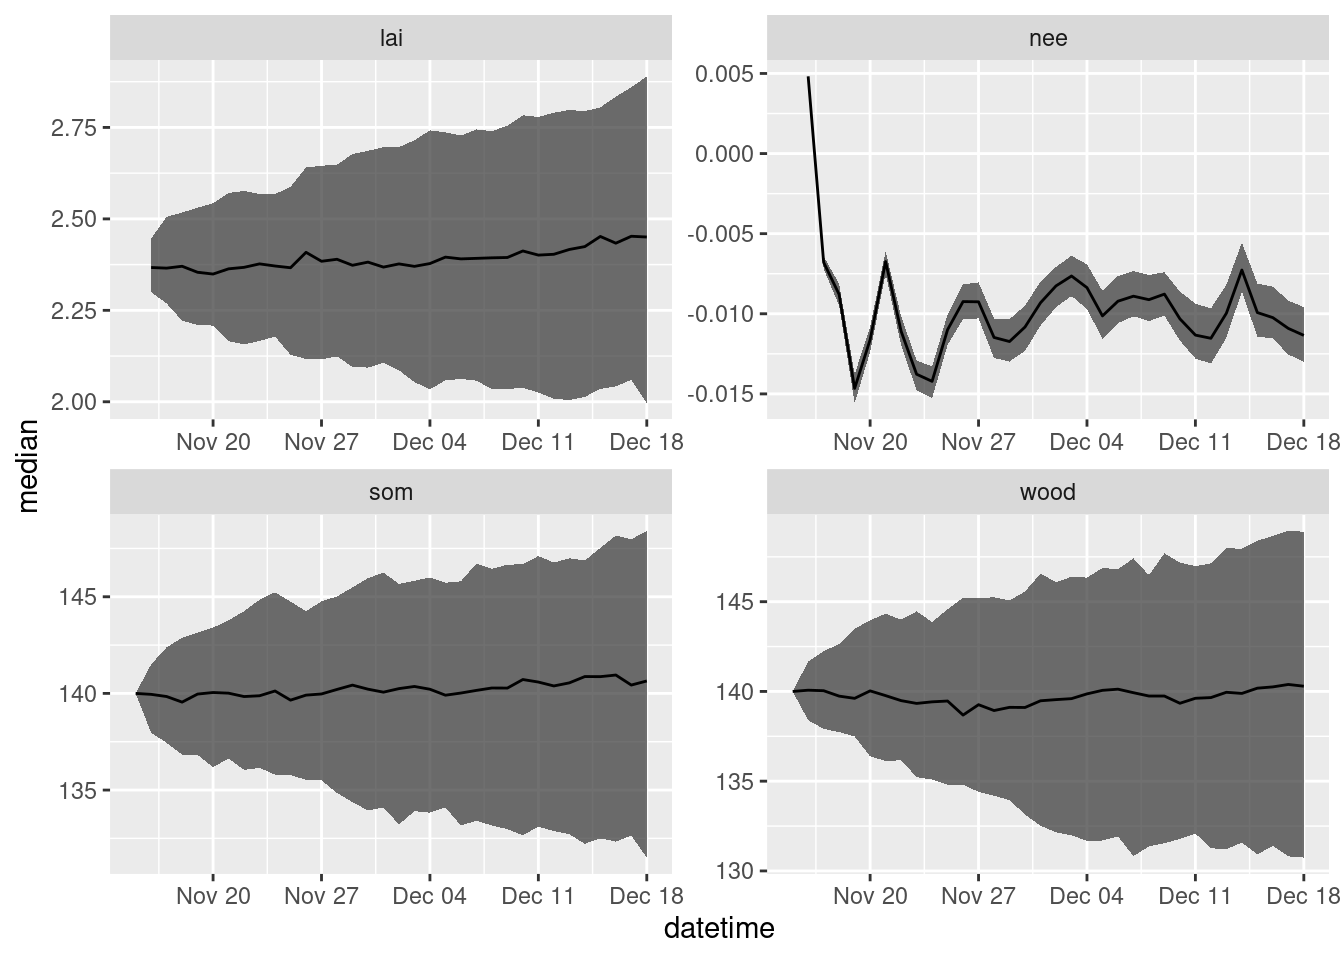 lai
nee
2.75
2.50
2.25
2.00
0.005
0.000
-0.005
-0.010
-0.015
Nov 20 Nov 27 Dec 04 Dec 11 Dec 18
Nov 20 Nov 27 Dec 04 Dec 11 Dec 18
median
som
wood
145
140
135
145
140
135
130
Nov 20 Nov 27 Dec 04 Dec 11 Dec 18
Nov 20 Nov 27 Dec 04 Dec 11 Dec 18
datetime